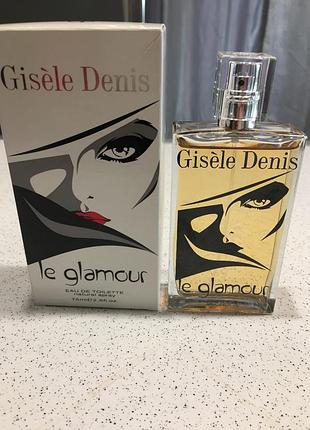 Gisèle Denis
le glamour
EAU DE TOILETTE
natural spray
Gisèle Denis
le glamour